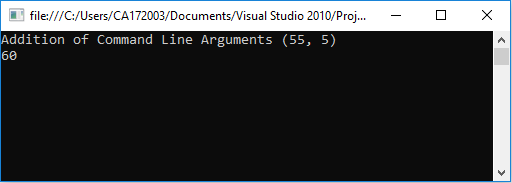 file:///C:/Users/CA172003/Documents/Visual Studio 2010/Proj...
Addition of Command Line Arguments (55, 5)
60